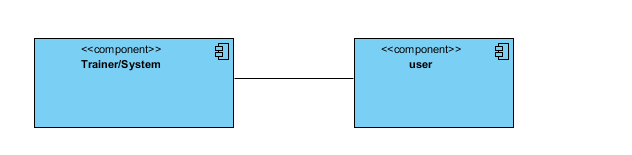 <<component>>
Trainer/System
<<component>>
user